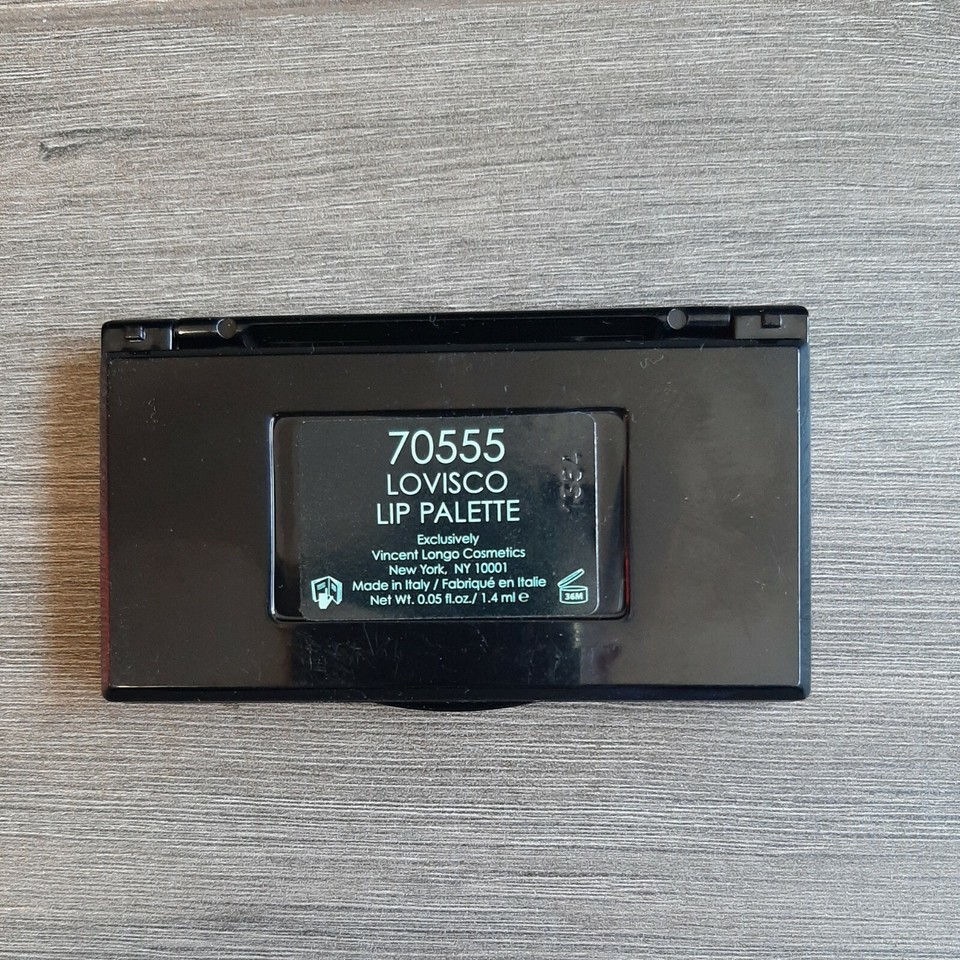 70555
LOVISCO
LIP PALETTE
Exclusively
Vincent Longo Cosmetics
New York, NY 10001
Made in Italy / Fabriqué en Italie
Net Wt. 0.05 fl.oz./ 1.4 ml e
36M